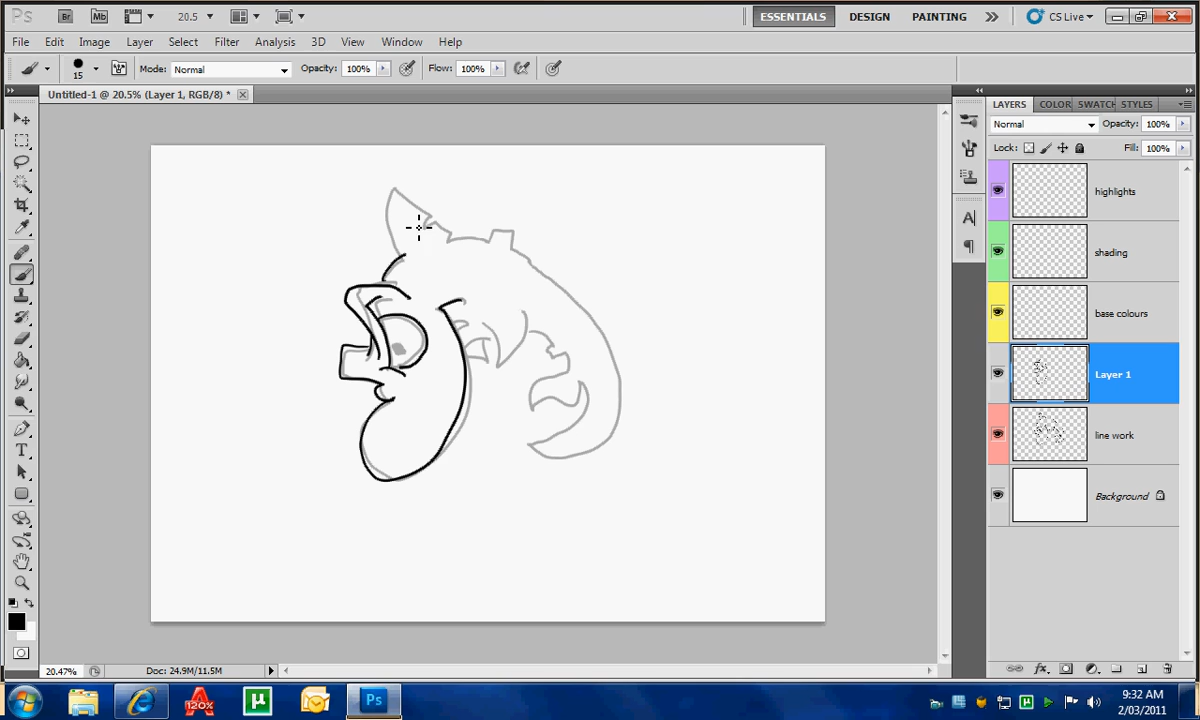 Ps Br Mb 20.5 ESSENTIALS DESIGN PAINTING CS Live
File Edit Image Layer Select Filter Analysis 3D View Window Help
15 Mode: Normal Opacity: 100% Flow: 100%
Untitled-1 @ 20.5% (Layer 1, RGB/8) *
LAYERS COLOR SWATCH STYLES
Normal Opacity: 100%
Lock: Fill: 100%
highlights
shading
base colours
Layer 1
line work
Background
20.47% Doc: 24.9M/11.5M
120% µ Ps
9:32 AM
2/03/2011